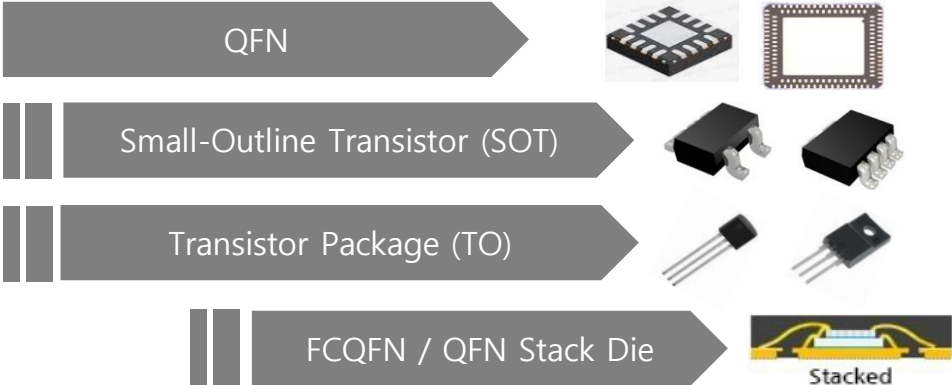 QFN
Small-Outline Transistor (SOT)
Transistor Package (TO)
FCQFN / QFN Stack Die
Stacked